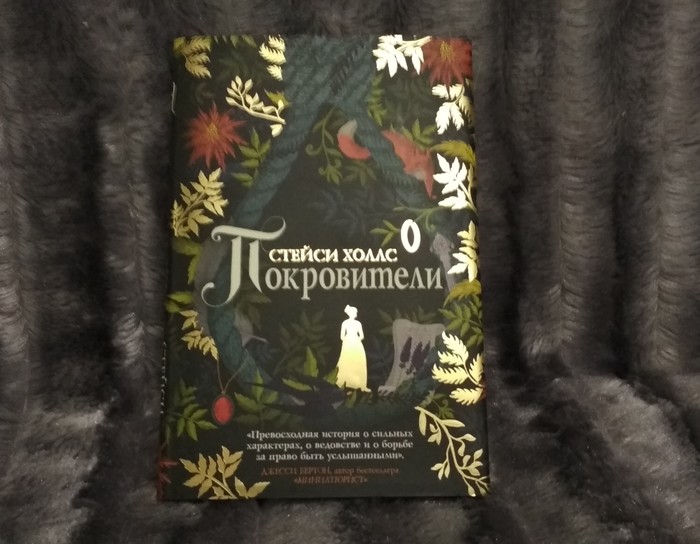 СТЕЙСИ ХОЛЛС
Покровители
«Превосходная история о сильных
характерах, о ведовстве и о борьбе
за право быть услышанными».
ДЖЕССИ БЕРТОН, автор бестселлера
«МИНИАТЮРИСТ»